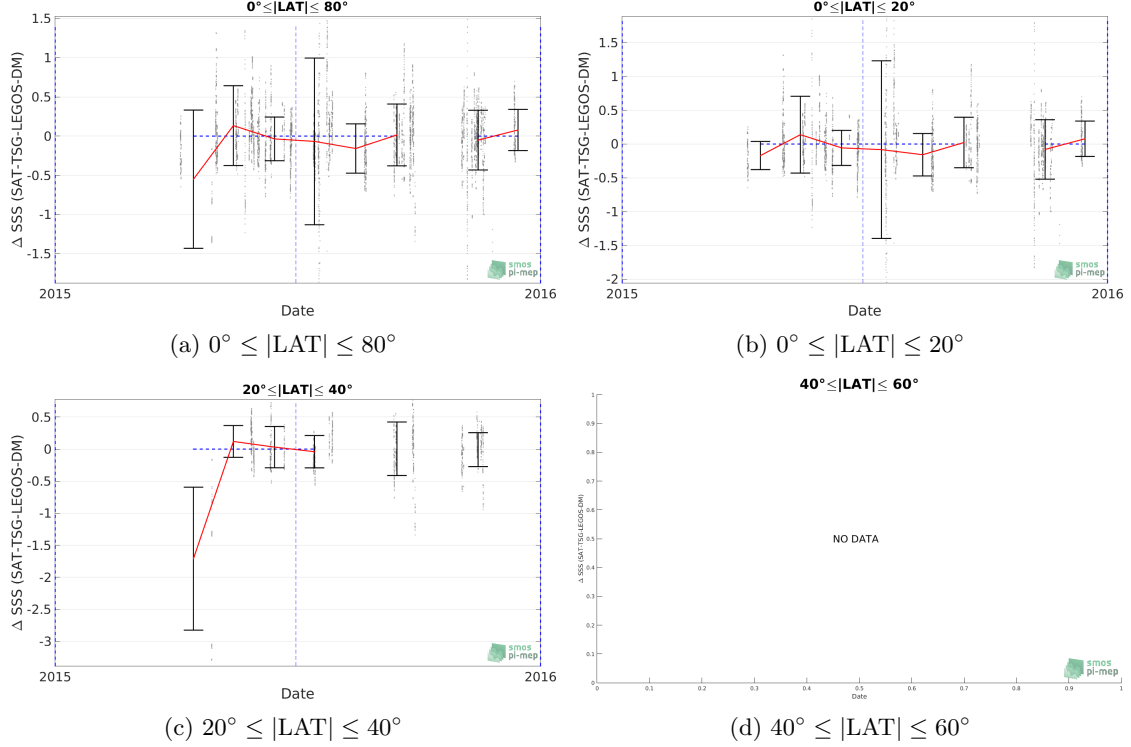 0°≤|LAT|≤ 80°
Δ SSS (SAT-TSG-LEGOS-DM)
1.5
1
0.5
0
-0.5
-1
-1.5
2015
2016
Date
smos
pi-mep
(a) 0° ≤ |LAT| ≤ 80°
0°≤|LAT|≤ 20°
Δ SSS (SAT-TSG-LEGOS-DM)
1.5
1
0.5
0
-0.5
-1
-1.5
-2
2015
2016
Date
smos
pi-mep
(b) 0° ≤ |LAT| ≤ 20°
20°≤|LAT|≤ 40°
Δ SSS (SAT-TSG-LEGOS-DM)
0.5
0
-0.5
-1
-1.5
-2
-2.5
-3
2015
2016
Date
smos
pi-mep
(c) 20° ≤ |LAT| ≤ 40°
40°≤|LAT|≤ 60°
Δ SSS (SAT-TSG-LEGOS-DM)
1
0.9
0.8
0.7
0.6
0.5
0.4
0.3
0.2
0.1
0
NO DATA
0 0.1 0.2 0.3 0.4 0.5 0.6 0.7 0.8 0.9 1
Date
smos
pi-mep
(d) 40° ≤ |LAT| ≤ 60°